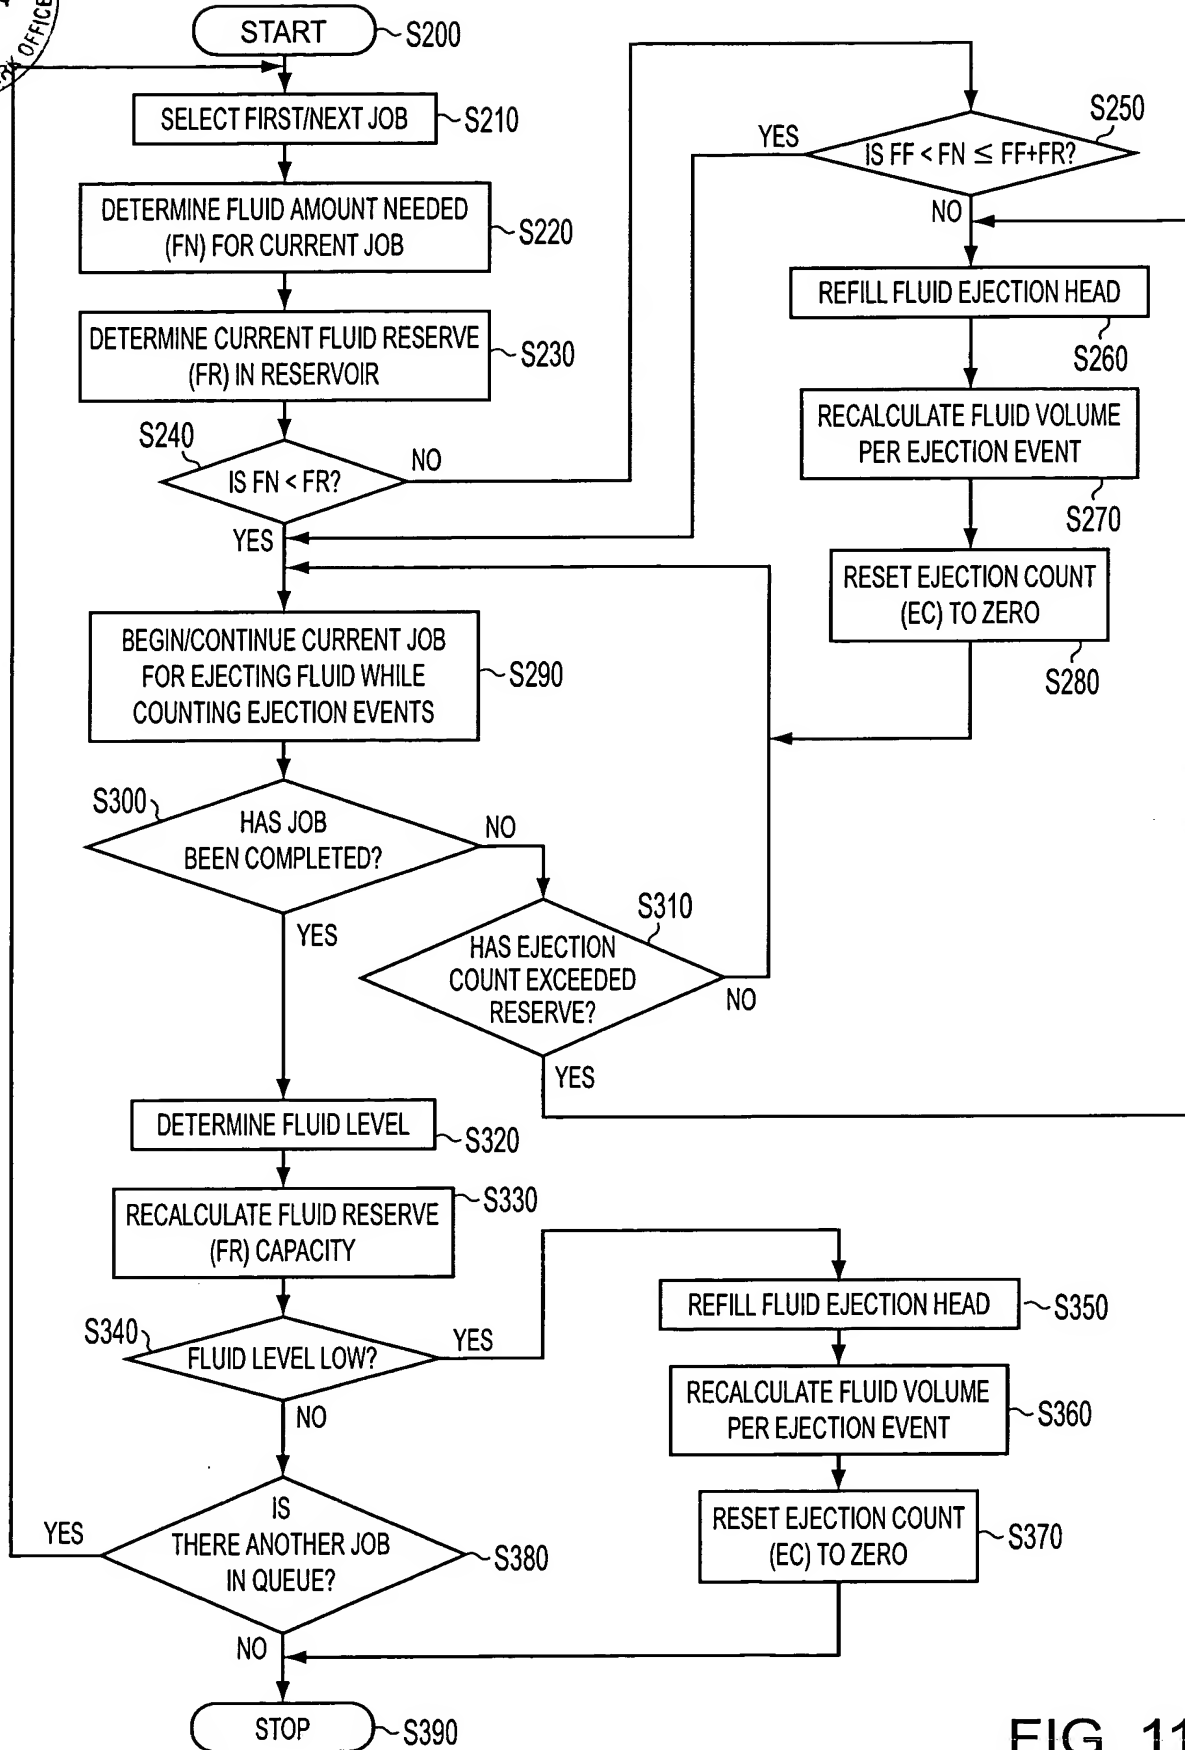 OFFICE
START
S200
SELECT FIRST/NEXT JOB
S210
DETERMINE FLUID AMOUNT NEEDED
(FN) FOR CURRENT JOB
S220
DETERMINE CURRENT FLUID RESERVE
(FR) IN RESERVOIR
S230
S240
IS FN < FR?
NO
YES
S250
IS FF < FN ≤ FF+FR?
YES
NO
REFILL FLUID EJECTION HEAD
S260
RECALCULATE FLUID VOLUME
PER EJECTION EVENT
S270
RESET EJECTION COUNT
(EC) TO ZERO
S280
BEGIN/CONTINUE CURRENT JOB
FOR EJECTING FLUID WHILE
COUNTING EJECTION EVENTS
S290
S300
HAS JOB
BEEN COMPLETED?
NO
YES
S310
HAS EJECTION
COUNT EXCEEDED
RESERVE?
NO
YES
DETERMINE FLUID LEVEL
S320
RECALCULATE FLUID RESERVE
(FR) CAPACITY
S330
S340
FLUID LEVEL LOW?
YES
NO
REFILL FLUID EJECTION HEAD
S350
RECALCULATE FLUID VOLUME
PER EJECTION EVENT
S360
RESET EJECTION COUNT
(EC) TO ZERO
S370
IS
THERE ANOTHER JOB
IN QUEUE?
S380
YES
NO
STOP
S390
FIG. 11